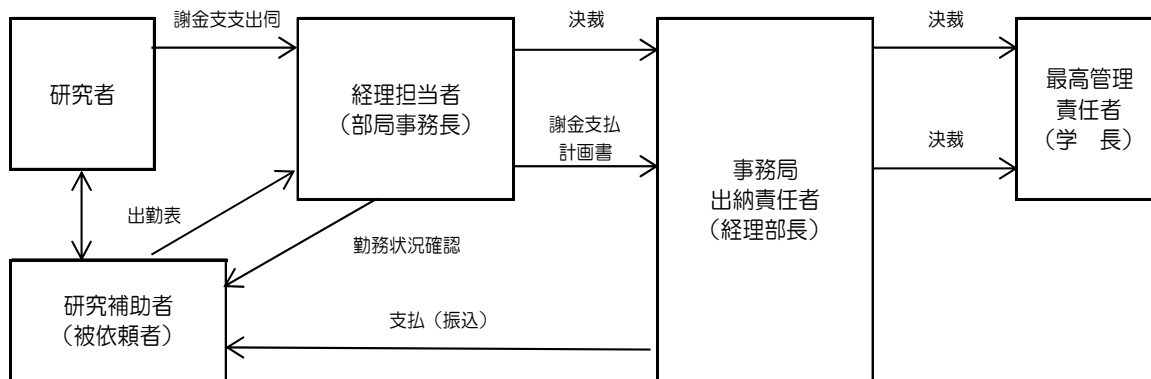 謝金支支出伺
決裁
決裁
研究者
経理担当者
（部局事務長）
最高管理
責任者
（学　長）
謝金支払
計画書
決裁
事務局
出納責任者
（経理部長）
出勤表
勤務状況確認
研究補助者
（被依頼者）
支払（振込）